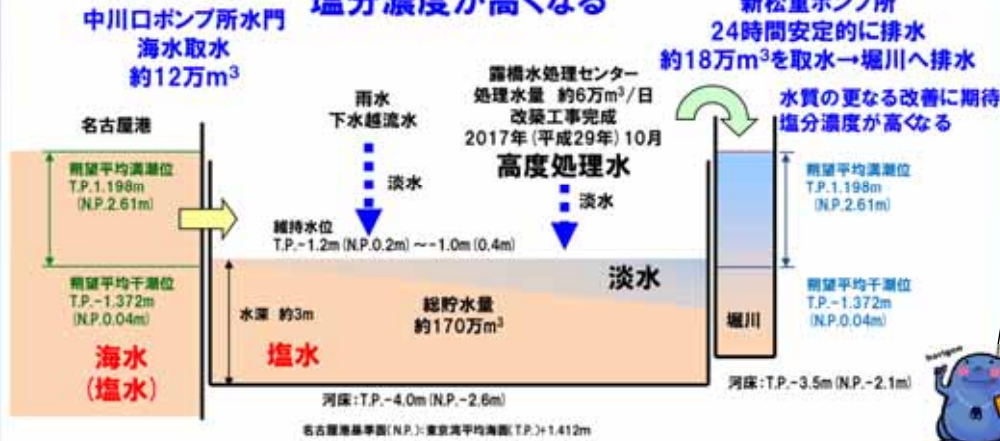 塩分濃度が高くなる
中川口ポンプ所水門
海水取水
約12万m³
新松重ポンプ所
24時間安定的に排水
約18万m³を取水→堀川へ排水
水質の更なる改善に期待
塩分濃度が高くなる
名古屋港
雨水
下水越流水
淡水
露橋水処理センター
処理水量 約6万m³/日
改築工事完成
2017年(平成29年)10月
高度処理水
淡水
朔望平均満潮位
T.P.1.198m
(N.P.2.61m)
朔望平均干潮位
T.P.-1.372m
(N.P.0.04m)
海水
(塩水)
維持水位
T.P.-1.2m(N.P.0.2m)～-1.0m(0.4m)
水深 約3m
塩水
総貯水量
約170万m³
淡水
河床:T.P.-4.0m(N.P.-2.6m)
名古屋港基準面(N.P.):東京湾平均海面(T.P.)+1.412m
朔望平均満潮位
T.P.1.198m
(N.P.2.61m)
朔望平均干潮位
T.P.-1.372m
(N.P.0.04m)
堀川
河床:T.P.-3.5m(N.P.-2.1m)